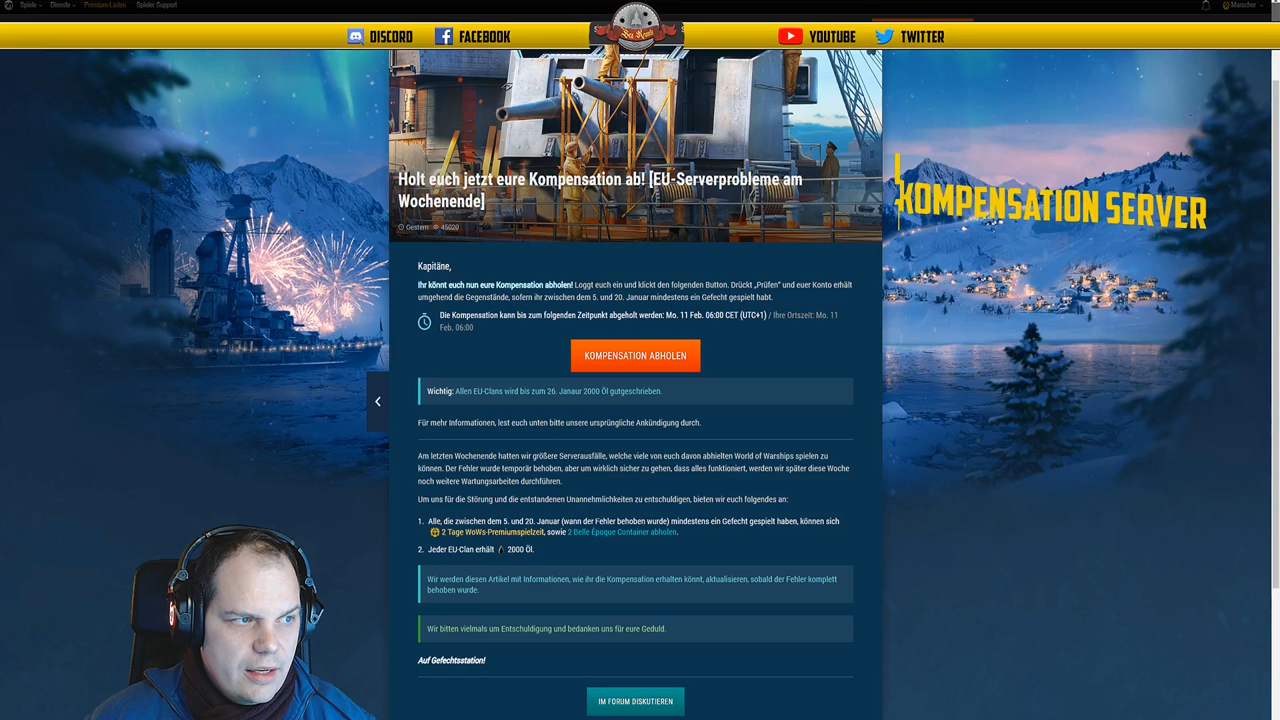 Spiele Dienste Premium-Laden Spieler Support Maracher
DISCORD FACEBOOK YOUTUBE TWITTER
Holt euch jetzt eure Kompensation ab! [EU-Serverprobleme am
Wochenende]
Gestern 45020
KOMPENSATION SERVER
Kapitäne,
Ihr könnt euch nun eure Kompensation abholen! Loggt euch ein und klickt den folgenden Button. Drückt „Prüfen" und euer Konto erhält
umgehend die Gegenstände, sofern ihr zwischen dem 5. und 20. Januar mindestens ein Gefecht gespielt habt.
Die Kompensation kann bis zum folgenden Zeitpunkt abgeholt werden: Mo. 11 Feb. 06:00 CET (UTC+1) / Ihre Ortszeit: Mo. 11
Feb. 06:00
KOMPENSATION ABHOLEN
Wichtig: Allen EU-Clans wird bis zum 26. Janaur 2000 Öl gutgeschrieben.
Für mehr Informationen, lest euch unten bitte unsere ursprüngliche Ankündigung durch.
Am letzten Wochenende hatten wir größere Serverausfälle, welche viele von euch davon abhielten World of Warships spielen zu
können. Der Fehler wurde temporär behoben, aber um wirklich sicher zu gehen, dass alles funktioniert, werden wir später diese Woche
noch weitere Wartungsarbeiten durchführen.
Um uns für die Störung und die entstandenen Unannehmlichkeiten zu entschuldigen, bieten wir euch folgendes an:
1. Alle, die zwischen dem 5. und 20. Januar (wann der Fehler behoben wurde) mindestens ein Gefecht gespielt haben, können sich
2 Tage WoWs-Premiumspielzeit, sowie 2 Belle Époque Container abholen.
2. Jeder EU-Clan erhält 2000 Öl.
Wir werden diesen Artikel mit Informationen, wie ihr die Kompensation erhalten könnt, aktualisieren, sobald der Fehler komplett
behoben wurde.
Wir bitten vielmals um Entschuldigung und bedanken uns für eure Geduld.
Auf Gefechtsstation!
IM FORUM DISKUTIEREN